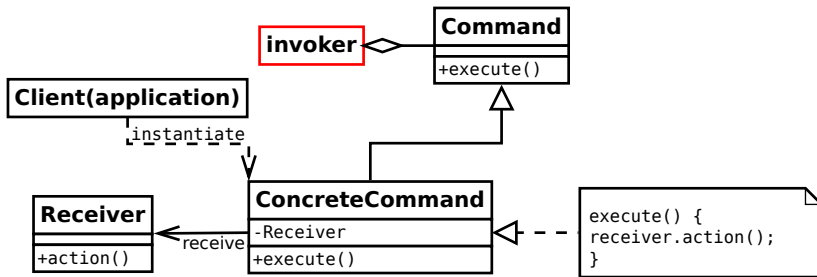 Command
invoker
+execute()
Client(application)
instantiate
ConcreteCommand
Receiver
-Receiver
receive
+action()
+execute()
execute() {
receiver.action();
}